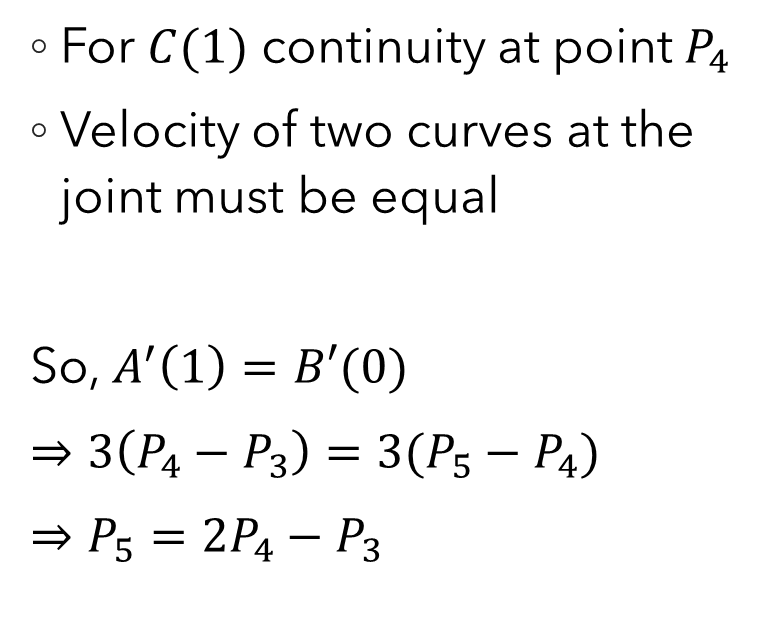 ◦ For 𝐶(1) continuity at point 𝑃₄
◦ Velocity of two curves at the
joint must be equal
So, 𝐴′(1) = 𝐵′(0)
⇒ 3(𝑃₄ − 𝑃₃) = 3(𝑃₅ − 𝑃₄)
⇒ 𝑃₅ = 2𝑃₄ − 𝑃₃